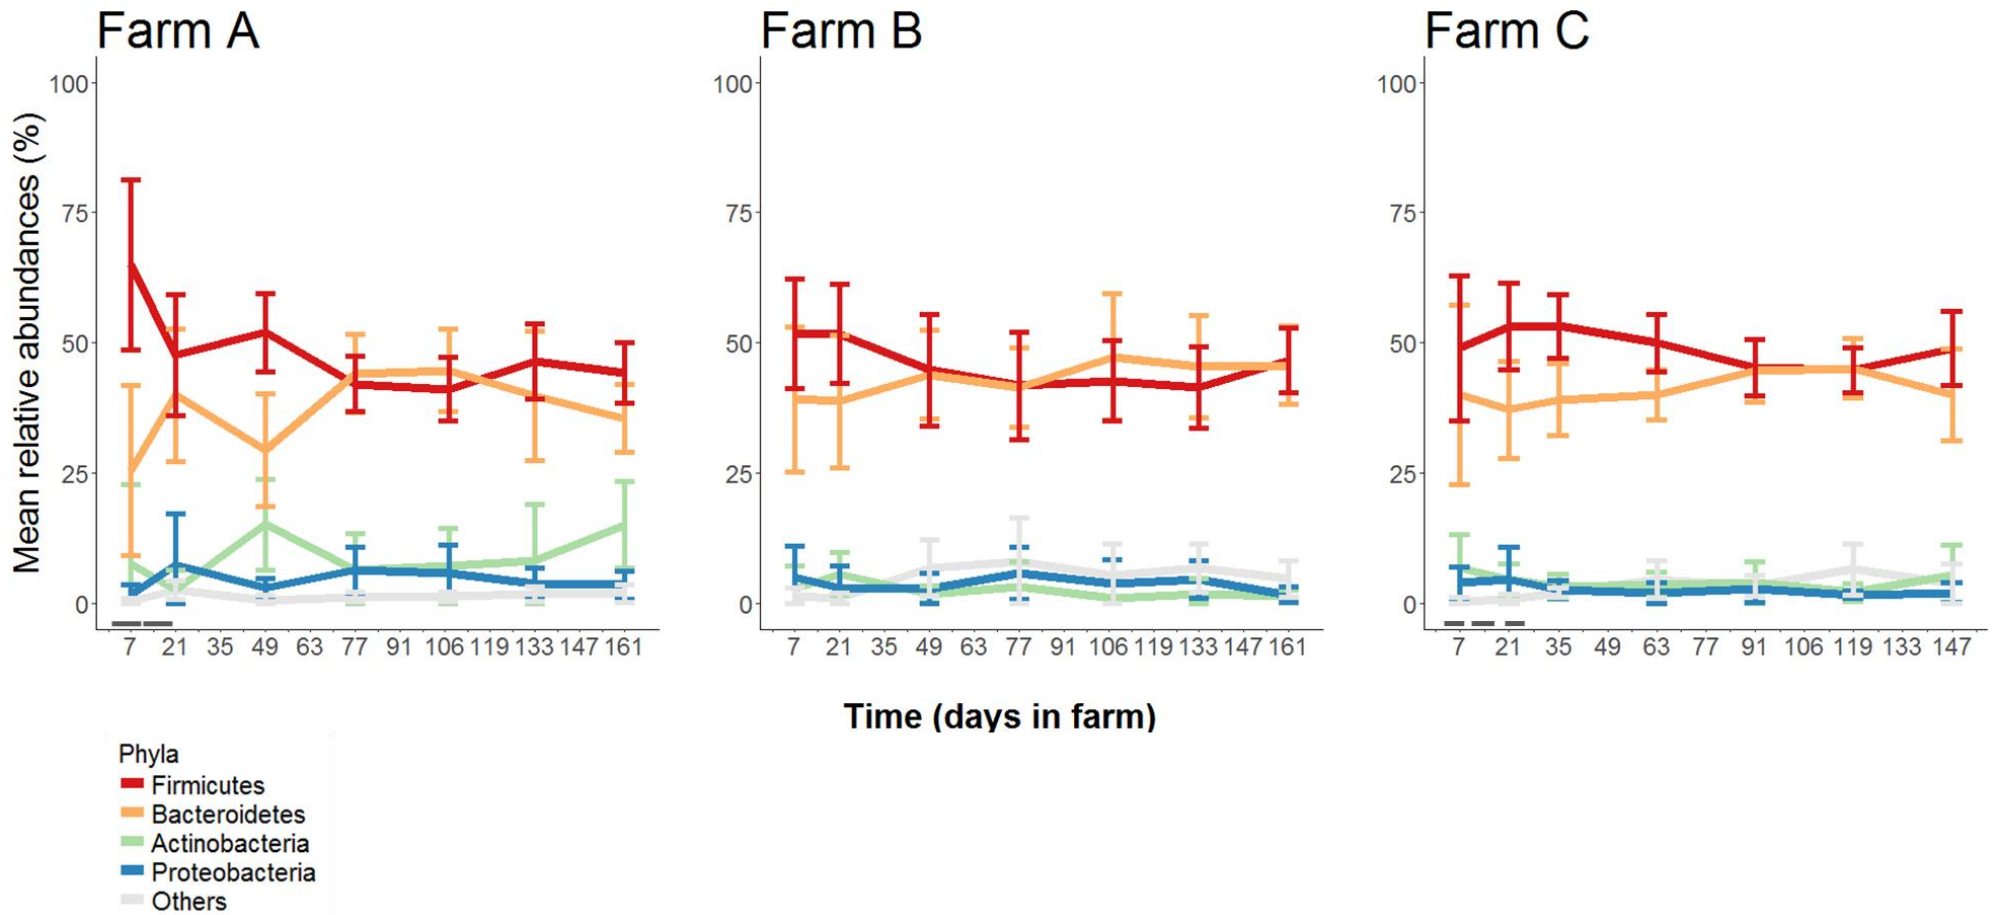 Farm A
Farm B
Farm C
Mean relative abundances (%)
100
75
50
25
0
100
75
50
25
0
100
75
50
25
0
7 21 35 49 63 77 91 106 119 133 147 161
7 21 35 49 63 77 91 106 119 133 147 161
7 21 35 49 63 77 91 106 119 133 147
Time (days in farm)
Phyla
Firmicutes
Bacteroidetes
Actinobacteria
Proteobacteria
Others